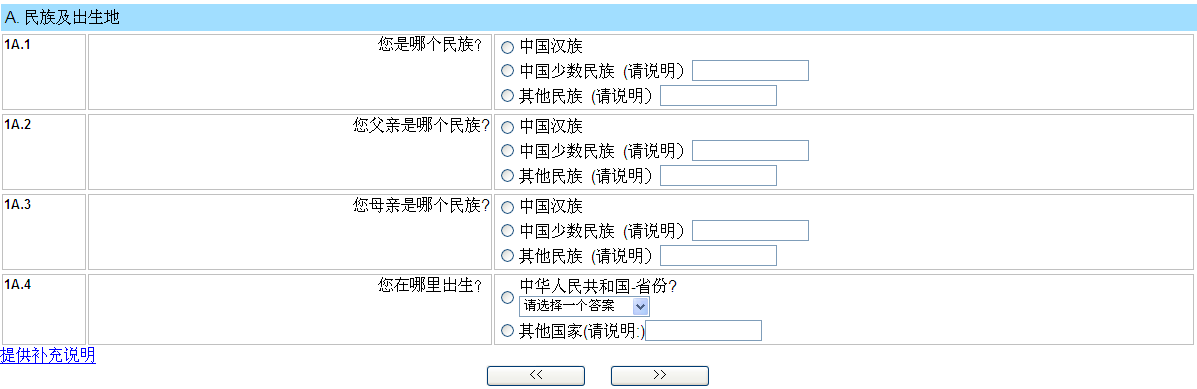 A. 民族及出生地
1A.1 您是哪个民族? 中国汉族
中国少数民族 (请说明)
其他民族 (请说明)
1A.2 您父亲是哪个民族? 中国汉族
中国少数民族 (请说明)
其他民族 (请说明)
1A.3 您母亲是哪个民族? 中国汉族
中国少数民族 (请说明)
其他民族 (请说明)
1A.4 您在哪里出生? 中华人民共和国-省份?
请选择一个答案
其他国家(请说明:)
提供补充说明
<< >>